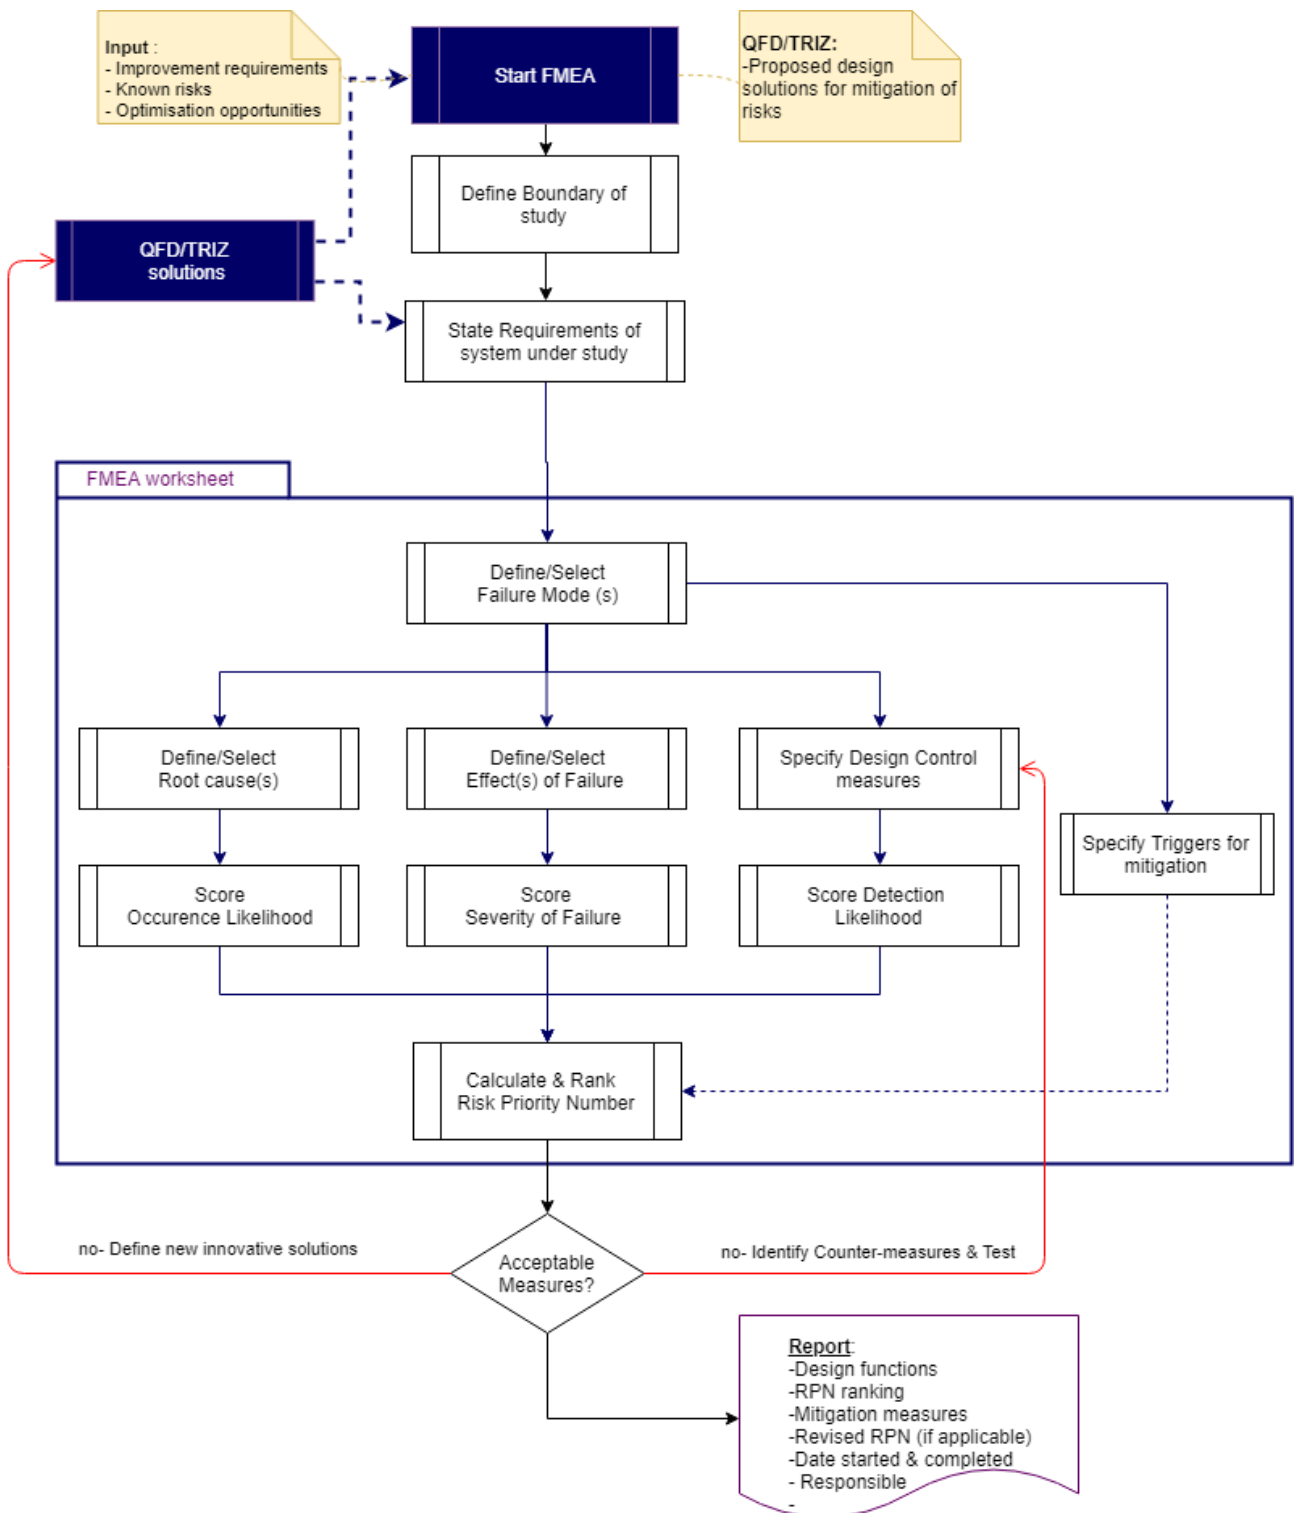 Input :
- Improvement requirements
- Known risks
- Optimisation opportunities
Start FMEA
QFD/TRIZ:
-Proposed design
solutions for mitigation of
risks
Define Boundary of
study
QFD/TRIZ
solutions
State Requirements of
system under study
FMEA worksheet
Define/Select
Failure Mode (s)
Define/Select
Root cause(s)
Define/Select
Effect(s) of Failure
Specify Design Control
measures
Specify Triggers for
mitigation
Score
Occurence Likelihood
Score
Severity of Failure
Score Detection
Likelihood
Calculate & Rank
Risk Priority Number
no- Define new innovative solutions
Acceptable
Measures?
no- Identify Counter-measures & Test
Report:
-Design functions
-RPN ranking
-Mitigation measures
-Revised RPN (if applicable)
-Date started & completed
- Responsible
-